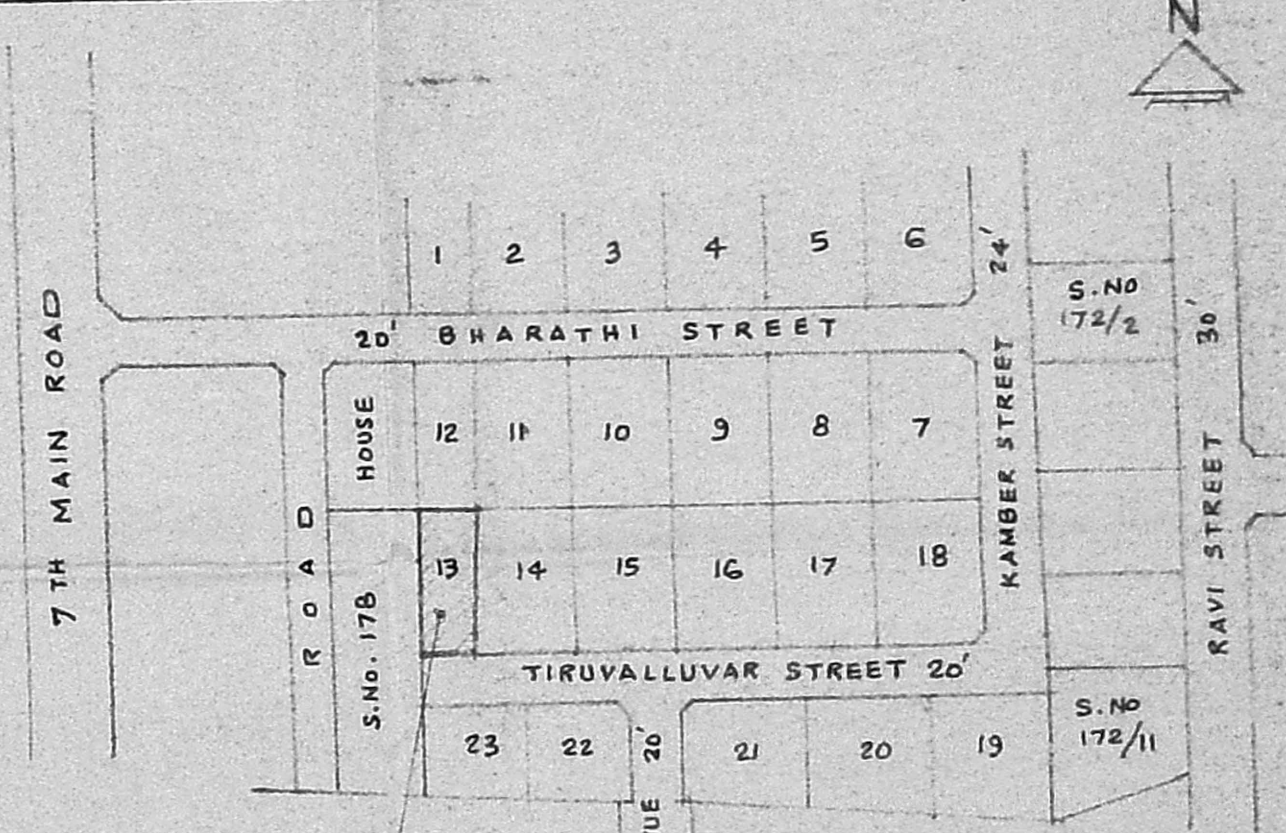 N
1 2 3 4 5 6
24'
S.NO
172/2
20' BHARATHI STREET
30'
7TH MAIN ROAD
HOUSE
12 11 10 9 8 7
KAMBER STREET
RAVI STREET
ROAD
13 14 15 16 17 18
S.NO. 178
TIRUVALLUVAR STREET 20'
23 22
20'
21 20 19
S.NO
172/11